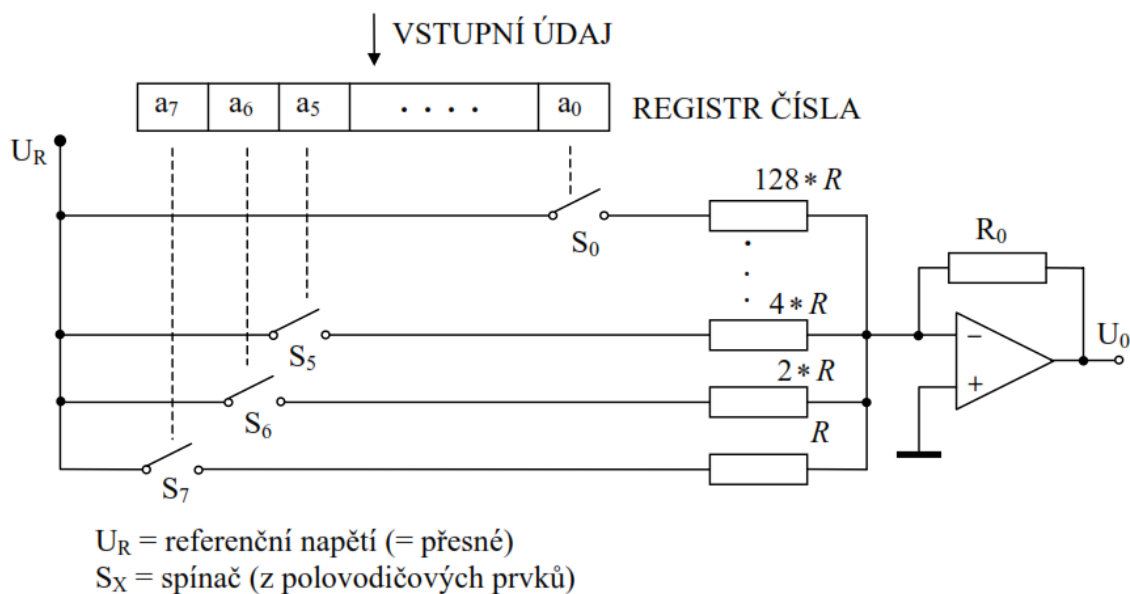 VSTUPNÍ ÚDAJ
a7 a6 a5 . . . . a0 REGISTR ČÍSLA
UR
128∗R
S0
R0
4∗R
S5
− U0
2∗R
+
S6
R
S7
UR = referenční napětí (= přesné)
SX = spínač (z polovodičových prvků)